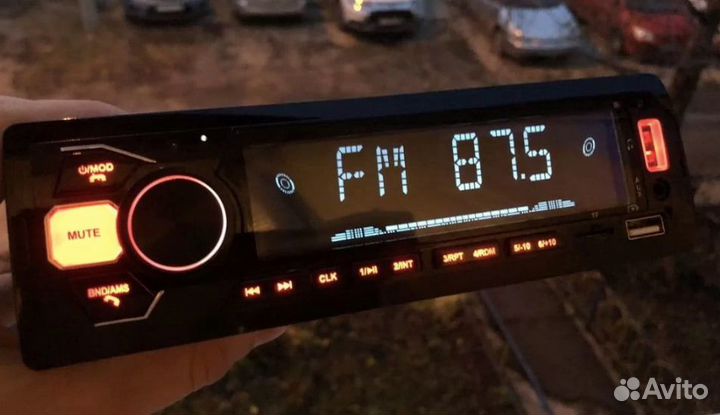 FM 87.5
⏻/MOD
MUTE
BND/AMS
CLK
1/
2/INT
3/RPT
4/RDM
5/-10
6/+10
Avito